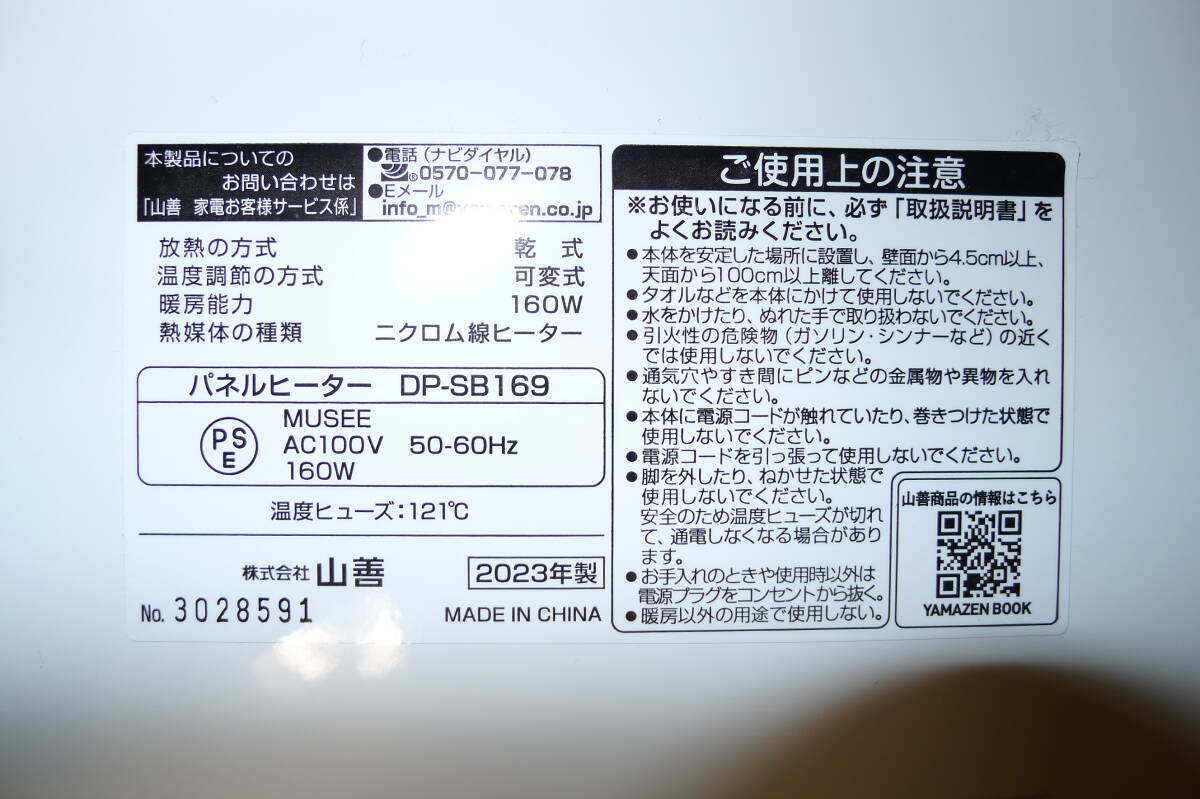 本製品についての
お問い合わせは
「山善 家電お客様サービス係」
●電話（ナビダイヤル）
0570-077-078
●Eメール
放熱の方式 乾 式
温度調節の方式 可変式
暖房能力 160W
熱媒体の種類 ニクロム線ヒーター
パネルヒーター DP-SB169
PS
E
MUSEE
AC100V 50-60Hz
160W
温度ヒューズ：121℃
株式会社 山善 2023年製
No. 3028591 MADE IN CHINA
ご使用上の注意
※お使いになる前に、必ず「取扱説明書」を
よくお読みください。
●本体を安定した場所に設置し、壁面から4.5cm以上、
天面から100cm以上離してください。
●タオルなどを本体にかけて使用しないでください。
●水をかけたり、ぬれた手で取り扱わないでください。
●引火性の危険物（ガソリン・シンナーなど）の近く
では使用しないでください。
●通気穴やすき間にピンなどの金属物や異物を入れ
ないでください。
●本体に電源コードが触れていたり、巻きつけた状態で
使用しないでください。
●電源コードを引っ張って使用しないでください。
●脚を外したり、ねかせた状態で
使用しないでください。
安全のため温度ヒューズが切れ
て、通電しなくなる場合があり
ます。
●お手入れのときや使用時以外は
電源プラグをコンセントから抜く。
●暖房以外の用途で使用しない。
山善商品の情報はこちら
YAMAZEN BOOK